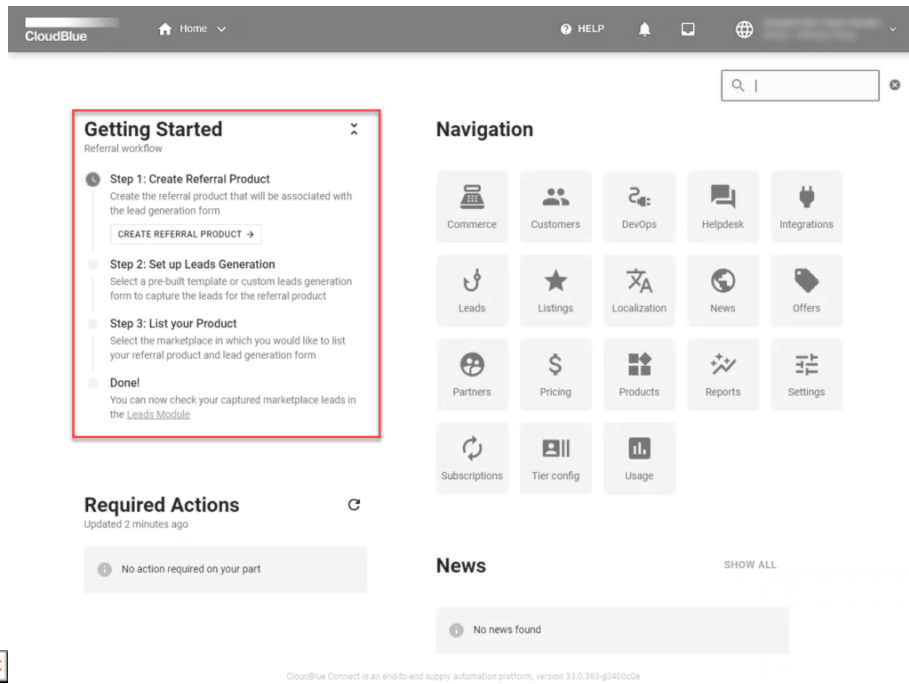 CloudBlue
Home
HELP
Getting Started
Referral workflow
Step 1: Create Referral Product
Create the referral product that will be associated with
the lead generation form
CREATE REFERRAL PRODUCT →
Step 2: Set up Leads Generation
Select a pre-built template or custom leads generation
form to capture the leads for the referral product
Step 3: List your Product
Select the marketplace in which you would like to list
your referral product and lead generation form
Done!
You can now check your captured marketplace leads in
the Leads Module
Required Actions
Updated 2 minutes ago
No action required on your part
Navigation
Commerce
Customers
DevOps
Helpdesk
Integrations
Leads
Listings
Localization
News
Offers
Partners
Pricing
Products
Reports
Settings
Subscriptions
Tier config
Usage
News
SHOW ALL
No news found
CloudBlue Connect is an end-to-end supply automation platform, version 33.0.383-g3400c0e